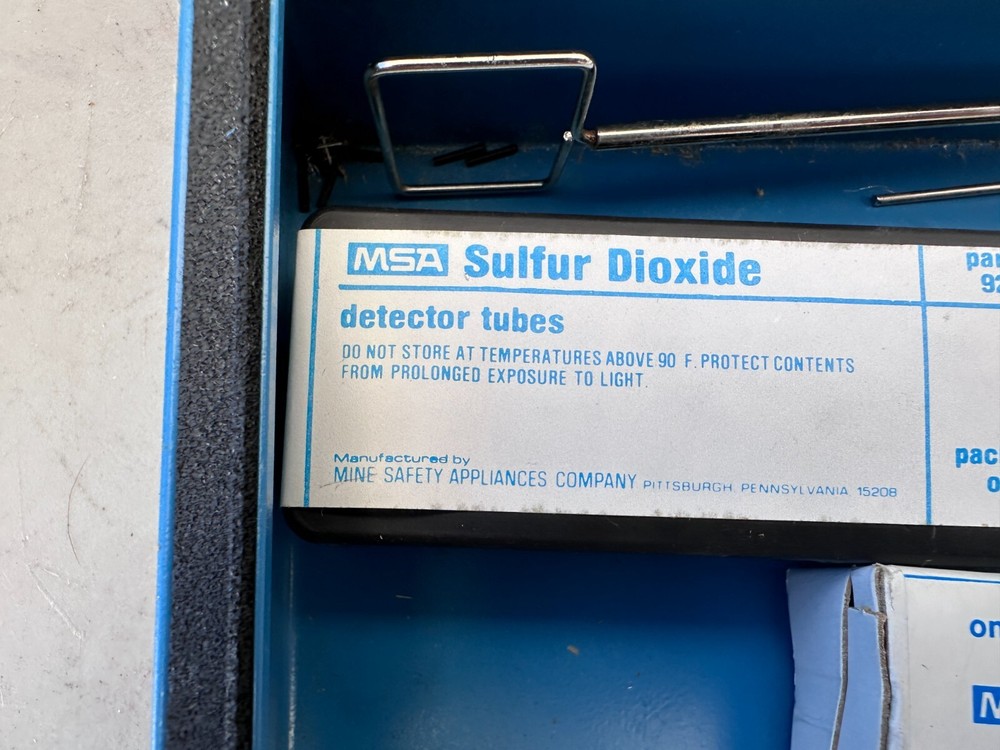 MSA Sulfur Dioxide
detector tubes
DO NOT STORE AT TEMPERATURES ABOVE 90 F. PROTECT CONTENTS
FROM PROLONGED EXPOSURE TO LIGHT.
Manufactured by
MINE SAFETY APPLIANCES COMPANY PITTSBURGH, PENNSYLVANIA 15208